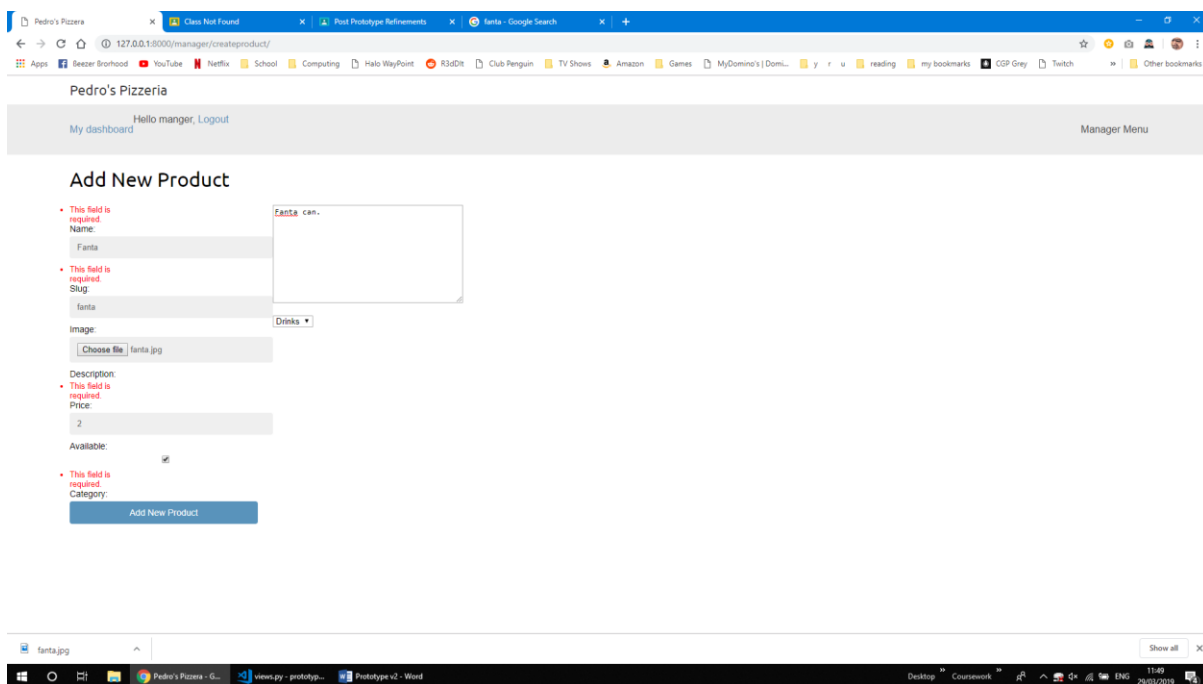 Pedro's Pizzera
Class Not Found
Post Prototype Refinements
fanta - Google Search
127.0.0.1:8000/manager/createproduct/
Apps Beezer Brorhood YouTube Netflix School Computing Halo WayPoint R3dDIt Club Penguin TV Shows Amazon Games MyDomino's | Domi... y r u reading my bookmarks CGP Grey Twitch » Other bookmarks
Pedro's Pizzeria
Hello manger, Logout
My dashboard
Manager Menu
Add New Product
This field is
required.
Name:
Fanta
Fanta can.
This field is
required.
Slug:
fanta
Drinks
Image:
Choose file fanta.jpg
Description:
This field is
required.
Price:
2
Available:
This field is
required.
Category:
Add New Product
fanta.jpg
Show all
Pedro's Pizzera - G... views.py - prototyp... Prototype v2 - Word Desktop » Coursework » ENG 11:49
29/03/2019